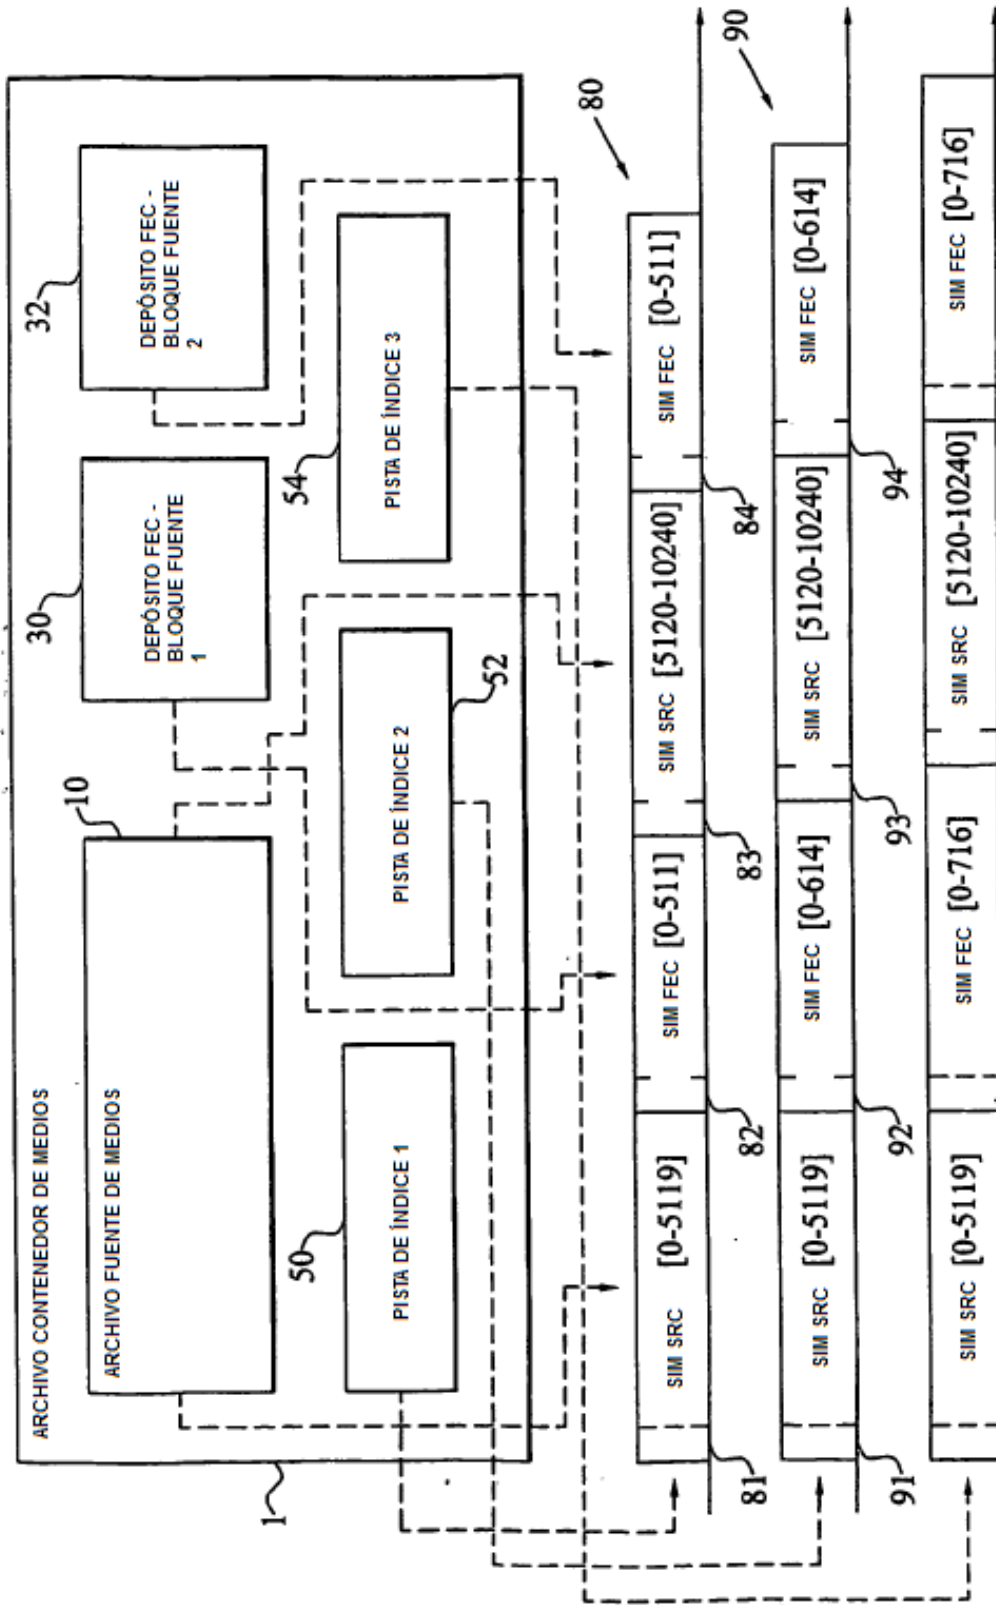 ARCHIVO CONTENEDOR DE MEDIOS
1
ARCHIVO FUENTE DE MEDIOS
10
30
DEPÓSITO FEC -
BLOQUE FUENTE
1
32
DEPÓSITO FEC -
BLOQUE FUENTE
2
50
PISTA DE ÍNDICE 1
PISTA DE ÍNDICE 2
52
54
PISTA DE ÍNDICE 3
80
SIM SRC [0-5119]
SIM FEC [0-511]
SIM SRC [5120-10240]
SIM FEC [0-511]
81
82
83
84
90
SIM SRC [0-5119]
SIM FEC [0-614]
SIM SRC [5120-10240]
SIM FEC [0-614]
91
92
93
94
SIM SRC [0-5119]
SIM FEC [0-716]
SIM SRC [5120-10240]
SIM FEC [0-716]